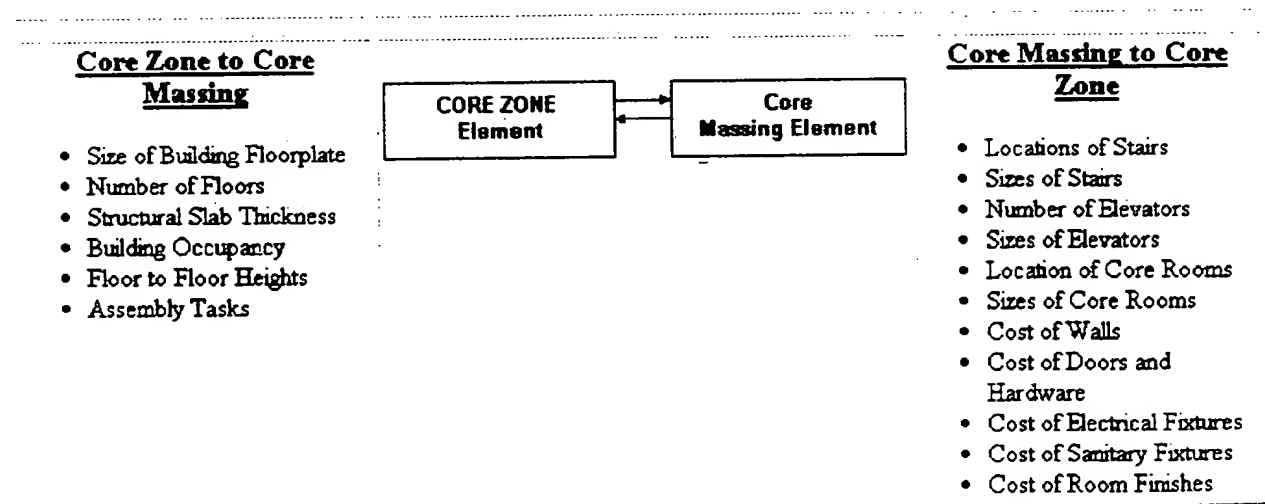 Core Zone to Core
Massing
• Size of Building Floorplate
• Number of Floors
• Structural Slab Thickness
• Building Occupancy
• Floor to Floor Heights
• Assembly Tasks
CORE ZONE
Element
Core
Massing Element
Core Massing to Core
Zone
• Locations of Stairs
• Sizes of Stairs
• Number of Elevators
• Sizes of Elevators
• Location of Core Rooms
• Sizes of Core Rooms
• Cost of Walls
• Cost of Doors and
Hardware
• Cost of Electrical Fixtures
• Cost of Sanitary Fixtures
• Cost of Room Finishes